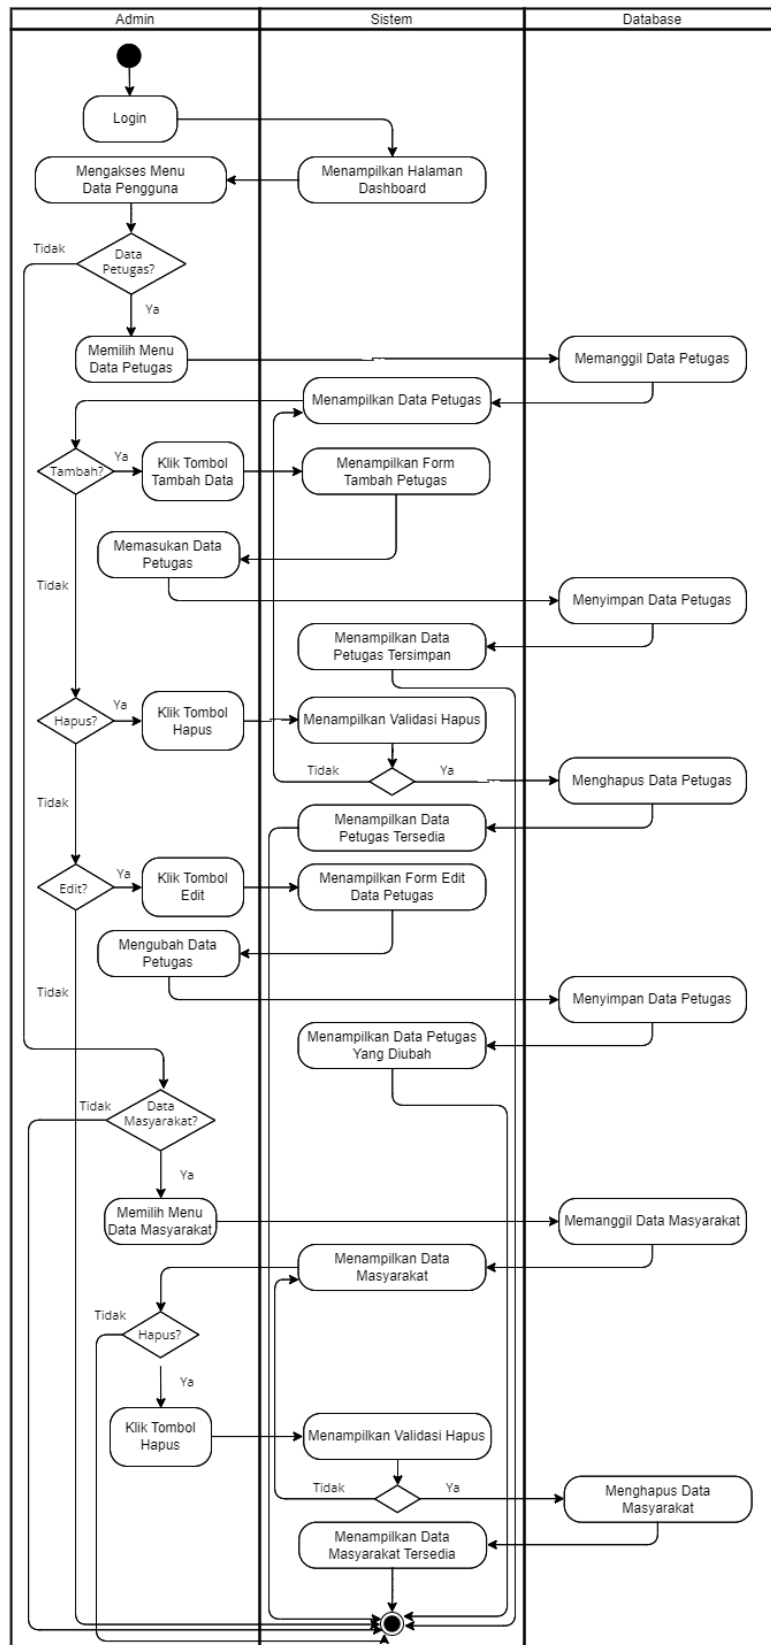 Admin
Sistem
Database
Login
Mengakses Menu
Data Pengguna
Menampilkan Halaman
Dashboard
Tidak
Data
Petugas?
Ya
Memilih Menu
Data Petugas
Memanggil Data Petugas
Menampilkan Data Petugas
Tambah?
Ya
Klik Tombol
Tambah Data
Menampilkan Form
Tambah Petugas
Memasukan Data
Petugas
Tidak
Menyimpan Data Petugas
Menampilkan Data
Petugas Tersimpan
Hapus?
Ya
Klik Tombol
Hapus
Menampilkan Validasi Hapus
Tidak
Ya
Menghapus Data Petugas
Tidak
Menampilkan Data
Petugas Tersedia
Edit?
Ya
Klik Tombol
Edit
Menampilkan Form Edit
Data Petugas
Mengubah Data
Petugas
Tidak
Menyimpan Data Petugas
Menampilkan Data Petugas
Yang Diubah
Tidak
Data
Masyarakat?
Ya
Memilih Menu
Data Masyarakat
Memanggil Data Masyarakat
Menampilkan Data
Masyarakat
Tidak
Hapus?
Ya
Klik Tombol
Hapus
Menampilkan Validasi Hapus
Tidak
Ya
Menghapus Data
Masyarakat
Menampilkan Data
Masyarakat Tersedia